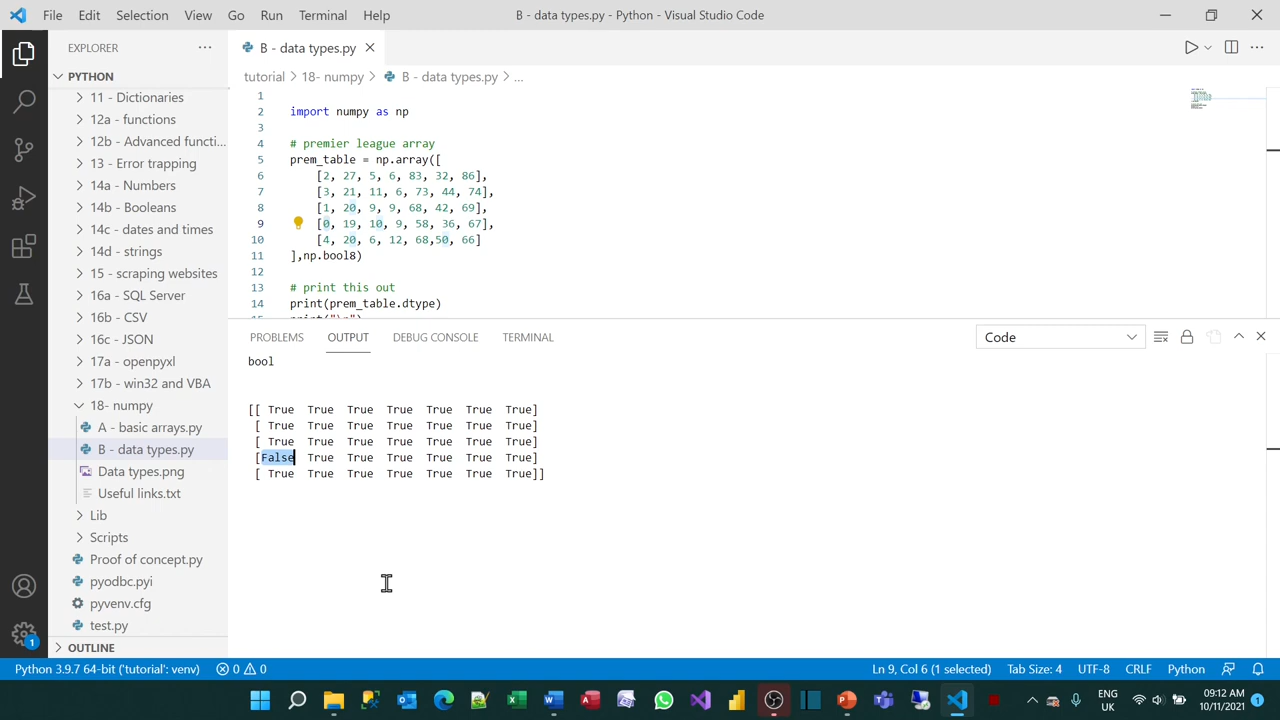 File Edit Selection View Go Run Terminal Help
B - data types.py - Python - Visual Studio Code
EXPLORER
PYTHON
11 - Dictionaries
12a - functions
12b - Advanced functi...
13 - Error trapping
14a - Numbers
14b - Booleans
14c - dates and times
14d - strings
15 - scraping websites
16a - SQL Server
16b - CSV
16c - JSON
17a - openpyxl
17b - win32 and VBA
18- numpy
A - basic arrays.py
B - data types.py
Data types.png
Useful links.txt
Lib
Scripts
Proof of concept.py
pyodbc.pyi
pyvenv.cfg
test.py
OUTLINE
B - data types.py
tutorial > 18- numpy > B - data types.py > ...
1
2 import numpy as np
3
4 # premier league array
5 prem_table = np.array([
6 [2, 27, 5, 6, 83, 32, 86],
7 [3, 21, 11, 6, 73, 44, 74],
8 [1, 20, 9, 9, 68, 42, 69],
9 [0, 19, 10, 9, 58, 36, 67],
10 [4, 20, 6, 12, 68,50, 66]
11 ],np.bool8)
12
13 # print this out
14 print(prem_table.dtype)
15 print("\n")
PROBLEMS OUTPUT DEBUG CONSOLE TERMINAL
Code
bool
[[ True True True True True True True]
[ True True True True True True True]
[ True True True True True True True]
[False True True True True True True]
[ True True True True True True True]]
1
Python 3.9.7 64-bit ('tutorial': venv) 0 0
Ln 9, Col 6 (1 selected) Tab Size: 4 UTF-8 CRLF Python
ENG
UK
09:12 AM
10/11/2021
1